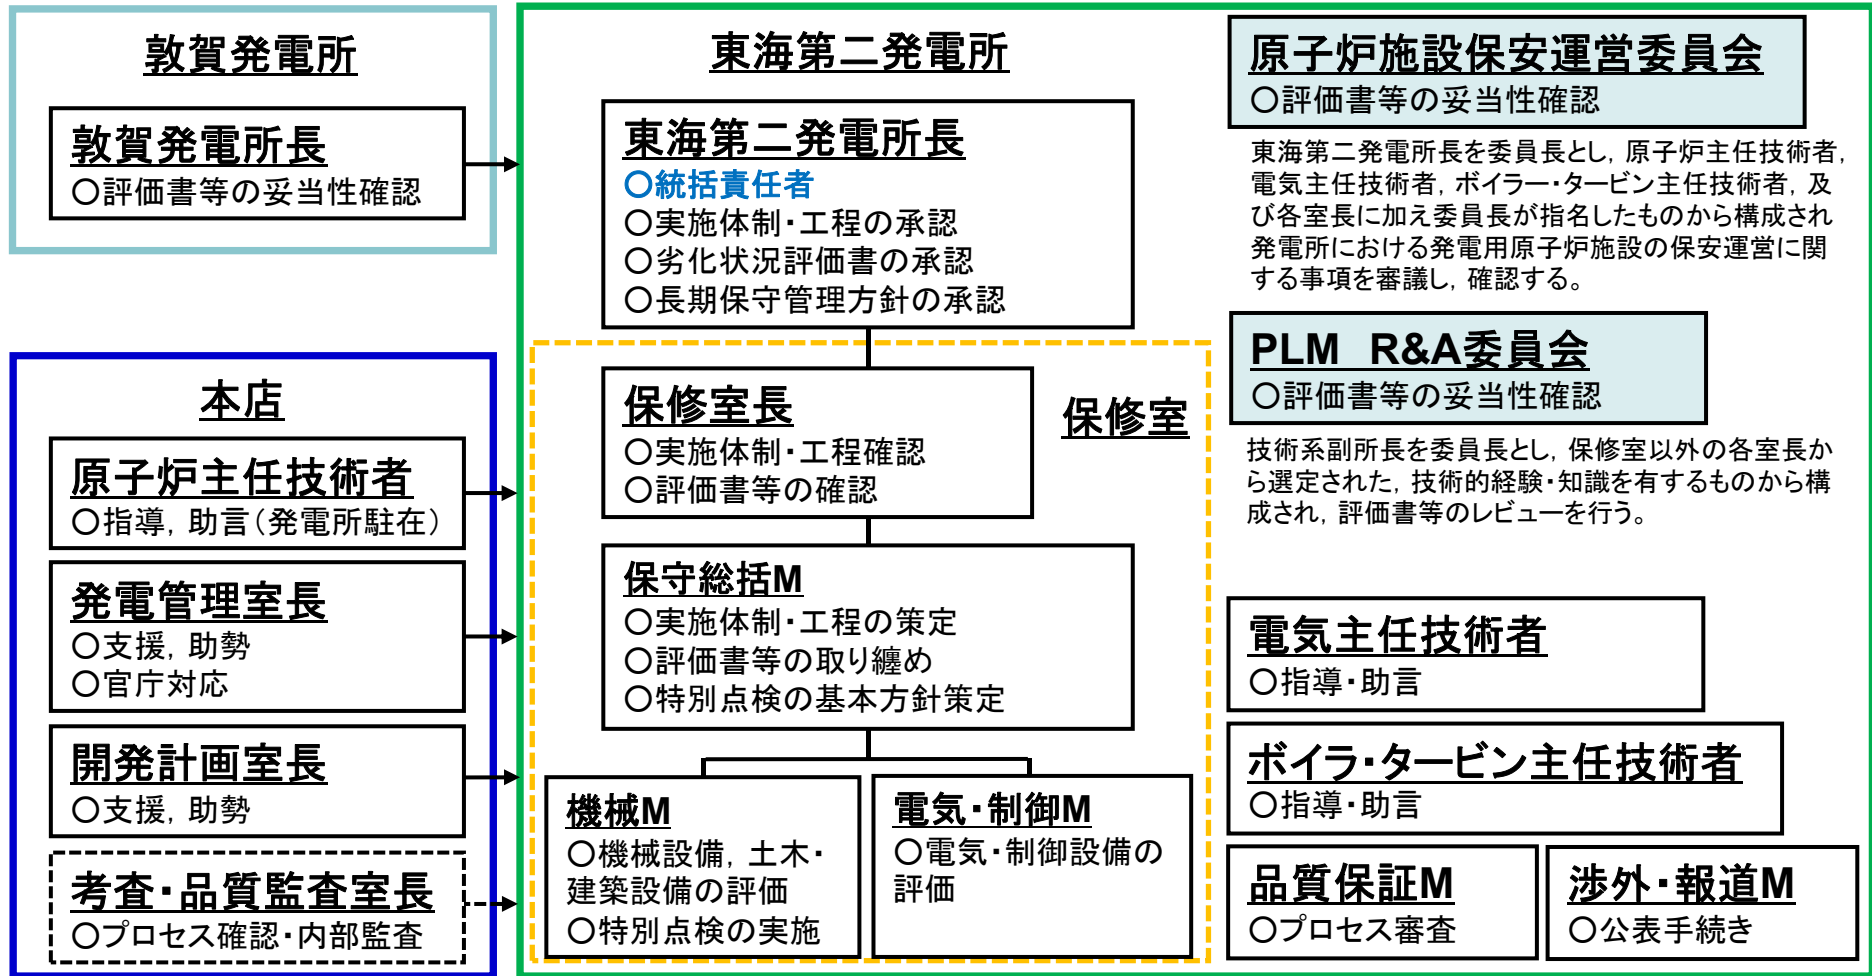 敦賀発電所
敦賀発電所長
○評価書等の妥当性確認
本店
原子炉主任技術者
○指導，助言（発電所駐在）
発電管理室長
○支援，助勢
○官庁対応
開発計画室長
○支援，助勢
考査・品質監査室長
○プロセス確認・内部監査
東海第二発電所
東海第二発電所長
○統括責任者
○実施体制・工程の承認
○劣化状況評価書の承認
○長期保守管理方針の承認
保修室
保修室長
○実施体制・工程確認
○評価書等の確認
保守総括M
○実施体制・工程の策定
○評価書等の取り纏め
○特別点検の基本方針策定
機械M
○機械設備，土木・
建築設備の評価
○特別点検の実施
電気・制御M
○電気・制御設備の
評価
原子炉施設保安運営委員会
○評価書等の妥当性確認
東海第二発電所長を委員長とし，原子炉主任技術者，
電気主任技術者，ボイラー・タービン主任技術者，及
び各室長に加え委員長が指名したものから構成され
発電所における発電用原子炉施設の保安運営に関
する事項を審議し，確認する。
PLM　R&A委員会
○評価書等の妥当性確認
技術系副所長を委員長とし，保修室以外の各室長か
ら選定された，技術的経験・知識を有するものから構
成され，評価書等のレビューを行う。
電気主任技術者
○指導・助言
ボイラ・タービン主任技術者
○指導・助言
品質保証M
○プロセス審査
渉外・報道M
○公表手続き